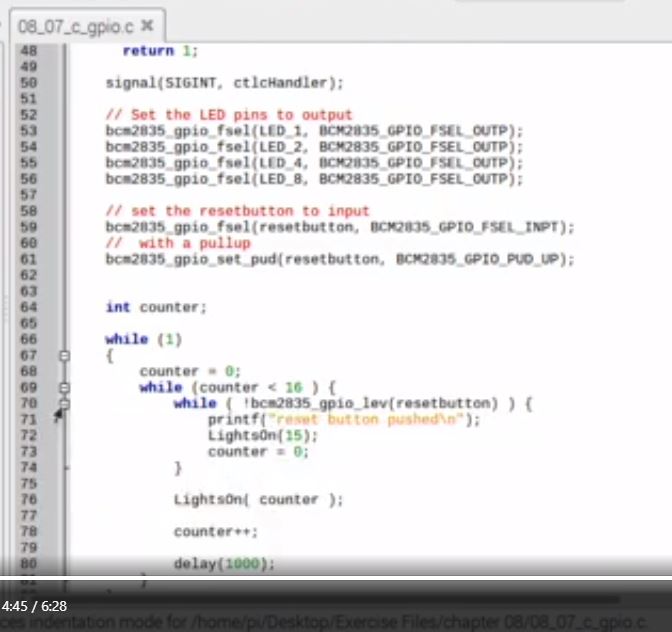 08_07_c_gpio.c ✖
48 return 1;
49
50 signal(SIGINT, ctlcHandler);
51
52 // Set the LED pins to output
53 bcm2835_gpio_fsel(LED_1, BCM2835_GPIO_FSEL_OUTP);
54 bcm2835_gpio_fsel(LED_2, BCM2835_GPIO_FSEL_OUTP);
55 bcm2835_gpio_fsel(LED_4, BCM2835_GPIO_FSEL_OUTP);
56 bcm2835_gpio_fsel(LED_8, BCM2835_GPIO_FSEL_OUTP);
57
58 // set the resetbutton to input
59 bcm2835_gpio_fsel(resetbutton, BCM2835_GPIO_FSEL_INPT);
60 //  with a pullup
61 bcm2835_gpio_set_pud(resetbutton, BCM2835_GPIO_PUD_UP);
62
63
64 int counter;
65
66 while (1)
67 {
68 counter = 0;
69 while (counter < 16 ) {
70 while ( !bcm2835_gpio_lev(resetbutton) ) {
71 printf("reset button pushed\n");
72 LightsOn(15);
73 counter = 0;
74 }
75
76 LightsOn( counter );
77
78 counter++;
79
80 delay(1000);
81 }
4:45 / 6:28
ces indentation mode for /home/pi/Desktop/Exercise Files/chapter 08/08_07_c_gpio.c.